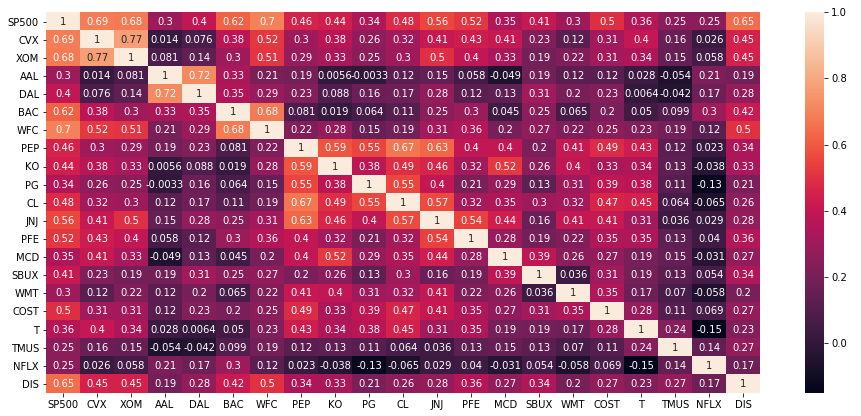 SP500 1 0.69 0.68 0.3 0.4 0.62 0.7 0.46 0.44 0.34 0.48 0.56 0.52 0.35 0.41 0.3 0.5 0.36 0.25 0.25 0.65
CVX 0.69 1 0.77 0.014 0.076 0.38 0.52 0.3 0.38 0.26 0.32 0.41 0.43 0.41 0.23 0.12 0.31 0.4 0.16 0.026 0.45
XOM 0.68 0.77 1 0.081 0.14 0.3 0.51 0.29 0.33 0.25 0.3 0.5 0.4 0.33 0.19 0.22 0.31 0.34 0.15 0.058 0.45
AAL 0.3 0.014 0.081 1 0.72 0.33 0.21 0.19 0.0056 -0.0033 0.12 0.15 0.058 -0.049 0.19 0.12 0.12 0.028 -0.054 0.21 0.19
DAL 0.4 0.076 0.14 0.72 1 0.35 0.29 0.23 0.088 0.16 0.17 0.28 0.12 0.13 0.31 0.2 0.23 0.0064 -0.042 0.17 0.28
BAC 0.62 0.38 0.3 0.33 0.35 1 0.68 0.081 0.019 0.064 0.11 0.25 0.3 0.045 0.25 0.065 0.2 0.05 0.099 0.3 0.42
WFC 0.7 0.52 0.51 0.21 0.29 0.68 1 0.22 0.28 0.15 0.19 0.31 0.36 0.2 0.27 0.22 0.25 0.23 0.19 0.12 0.5
PEP 0.46 0.3 0.29 0.19 0.23 0.081 0.22 1 0.59 0.55 0.67 0.63 0.4 0.4 0.2 0.41 0.49 0.43 0.12 0.023 0.34
KO 0.44 0.38 0.33 0.0056 0.088 0.019 0.28 0.59 1 0.38 0.49 0.46 0.32 0.52 0.26 0.4 0.33 0.34 0.13 -0.038 0.33
PG 0.34 0.26 0.25 -0.0033 0.16 0.064 0.15 0.55 0.38 1 0.55 0.4 0.21 0.29 0.13 0.31 0.39 0.38 0.11 -0.13 0.21
CL 0.48 0.32 0.3 0.12 0.17 0.11 0.19 0.67 0.49 0.55 1 0.57 0.32 0.35 0.3 0.32 0.47 0.45 0.064 -0.065 0.26
JNJ 0.56 0.41 0.5 0.15 0.28 0.25 0.31 0.63 0.46 0.4 0.57 1 0.54 0.44 0.16 0.41 0.41 0.31 0.036 0.029 0.28
PFE 0.52 0.43 0.4 0.058 0.12 0.3 0.36 0.4 0.32 0.21 0.32 0.54 1 0.28 0.19 0.22 0.35 0.35 0.13 0.04 0.36
MCD 0.35 0.41 0.33 -0.049 0.13 0.045 0.2 0.4 0.52 0.29 0.35 0.44 0.28 1 0.39 0.26 0.27 0.19 0.15 -0.031 0.27
SBUX 0.41 0.23 0.19 0.19 0.31 0.25 0.27 0.2 0.26 0.13 0.3 0.16 0.19 0.39 1 0.036 0.31 0.19 0.13 0.054 0.34
WMT 0.3 0.12 0.22 0.12 0.2 0.065 0.22 0.41 0.4 0.31 0.32 0.41 0.22 0.26 0.036 1 0.35 0.17 0.07 -0.058 0.2
COST 0.5 0.31 0.31 0.12 0.23 0.2 0.25 0.49 0.33 0.39 0.47 0.41 0.35 0.27 0.31 0.35 1 0.28 0.11 0.069 0.27
T 0.36 0.4 0.34 0.028 0.0064 0.05 0.23 0.43 0.34 0.38 0.45 0.31 0.35 0.19 0.19 0.17 0.28 1 0.24 -0.15 0.23
TMUS 0.25 0.16 0.15 -0.054 -0.042 0.099 0.19 0.12 0.13 0.11 0.064 0.036 0.13 0.15 0.13 0.07 0.11 0.24 1 0.14 0.27
NFLX 0.25 0.026 0.058 0.21 0.17 0.3 0.12 0.023 -0.038 -0.13 -0.065 0.029 0.04 -0.031 0.054 -0.058 0.069 -0.15 0.14 1 0.17
DIS 0.65 0.45 0.45 0.19 0.28 0.42 0.5 0.34 0.33 0.21 0.26 0.28 0.36 0.27 0.34 0.2 0.27 0.23 0.27 0.17 1
SP500 CVX XOM AAL DAL BAC WFC PEP KO PG CL JNJ PFE MCD SBUX WMT COST T TMUS NFLX DIS
1.0
0.8
0.6
0.4
0.2
0.0